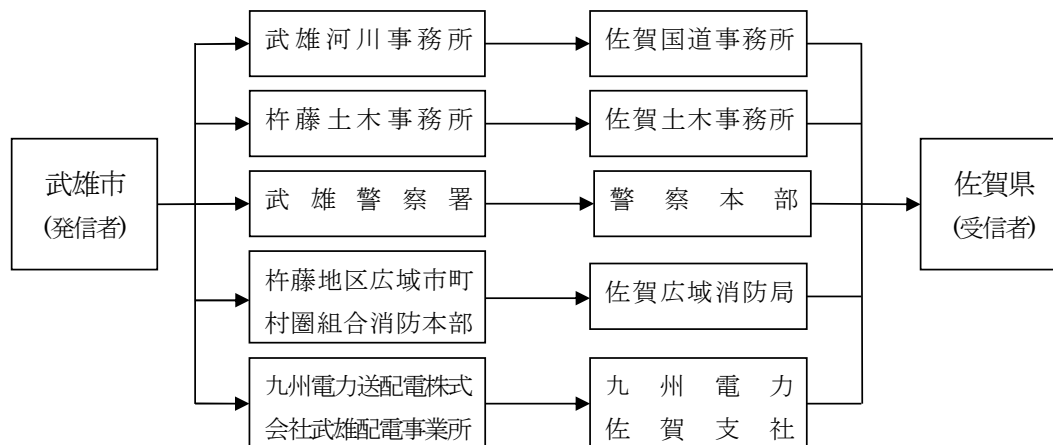 武雄市
(発信者)
武雄河川事務所
佐賀国道事務所
杵藤土木事務所
佐賀土木事務所
武雄警察署
警察本部
杵藤地区広域市町
村圏組合消防本部
佐賀広域消防局
九州電力送配電株式
会社武雄配電事業所
九州電力
佐賀支社
佐賀県
(受信者)